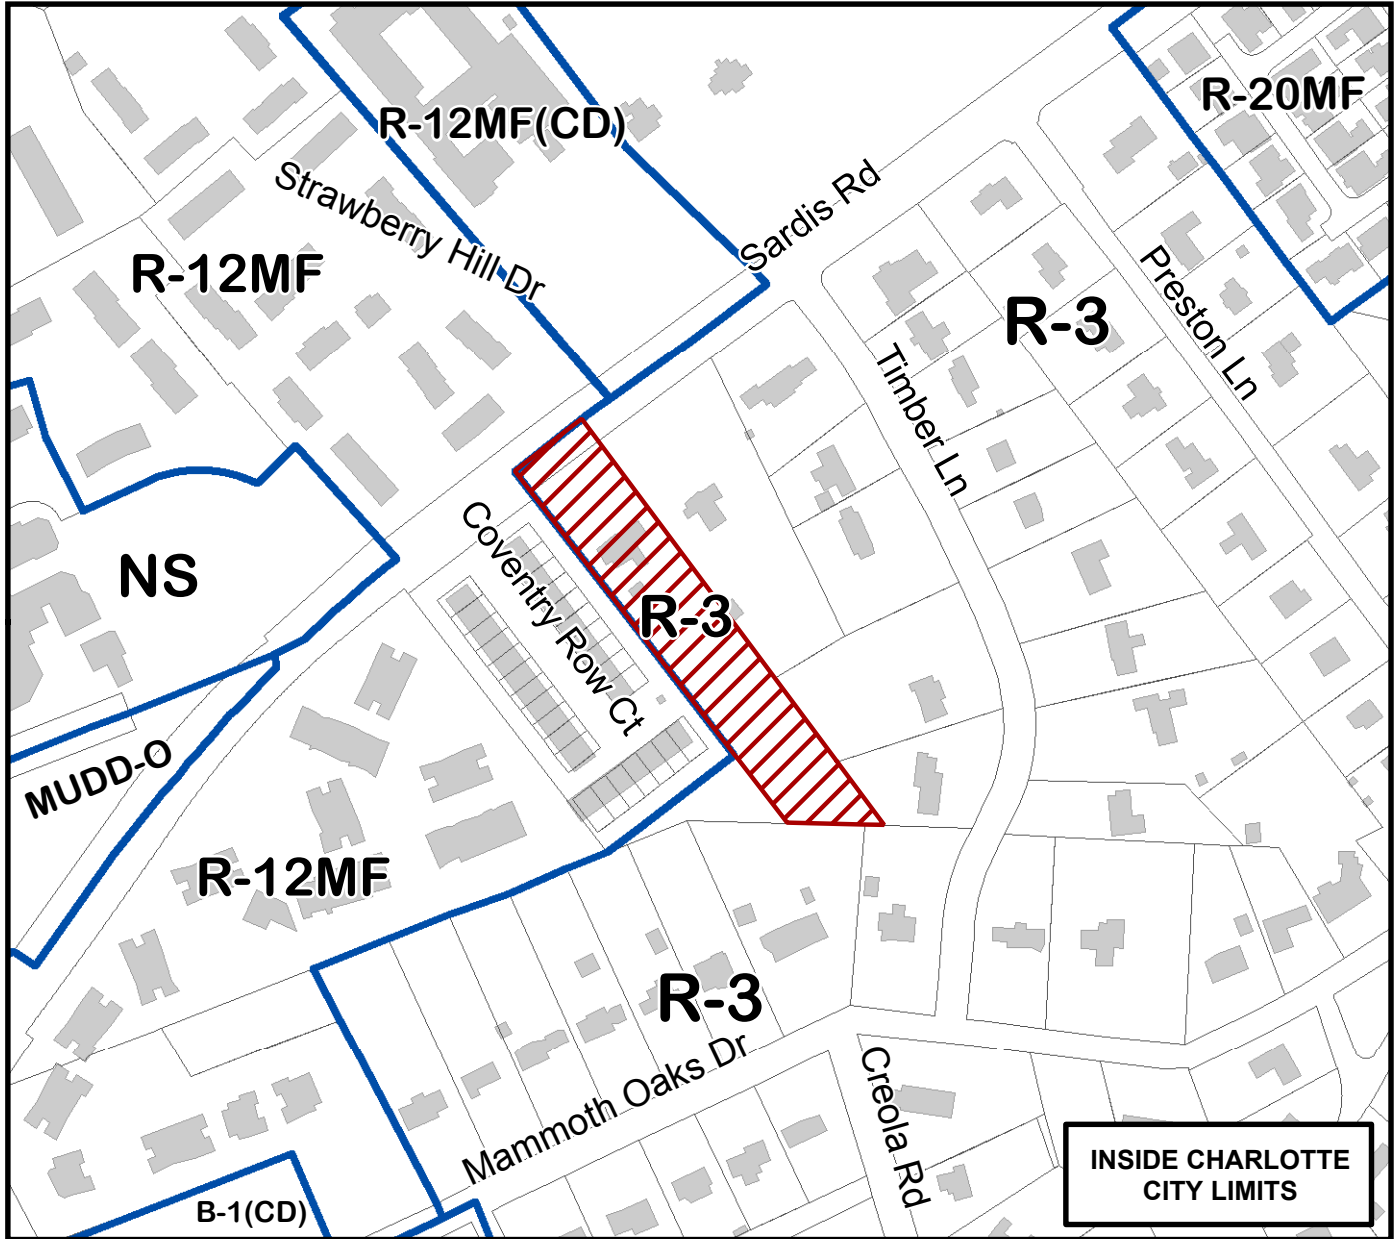 R-20MF
R-12MF(CD)
Strawberry Hill Dr
Sardis Rd
R-12MF
Preston Ln
R-3
Timber Ln
NS
Coventry Row Ct
R-3
MUDD-O
R-12MF
R-3
Mammoth Oaks Dr
Creola Rd
B-1(CD)
INSIDE CHARLOTTE
CITY LIMITS